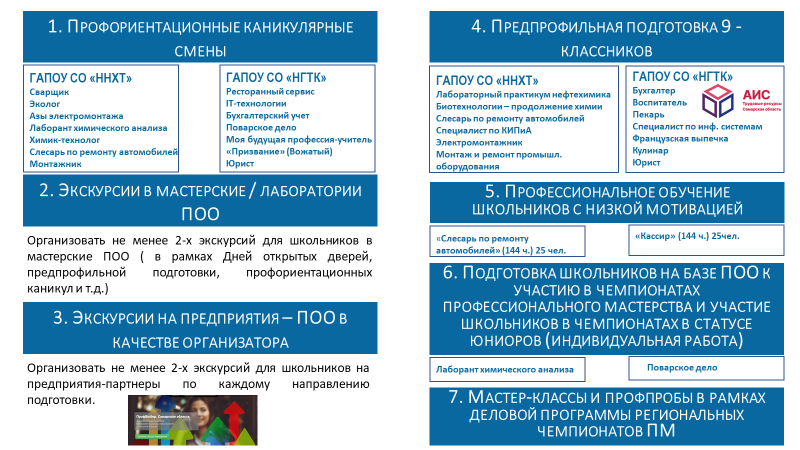 1. Профориентационные каникулярные
смены
ГАПОУ СО «ННХТ»
Сварщик
Эколог
Азы электромонтажа
Лаборант химического анализа
Химик-технолог
Слесарь по ремонту автомобилей
Монтажник
ГАПОУ СО «НГТК»
Ресторанный сервис
IT-технологии
Бухгалтерский учет
Поварское дело
Моя будущая профессия-учитель
«Призвание» (Вожатый)
Юрист
2. Экскурсии в мастерские / лаборатории
ПОО
Организовать не менее 2-х экскурсий для школьников в
мастерские ПОО ( в рамках Дней открытых дверей,
предпрофильной подготовки, профориентационных
каникул и т.д.)
3. Экскурсии на предприятия – ПОО в
качестве организатора
Организовать не менее 2-х экскурсий для школьников на
предприятия-партнеры по каждому направлению
подготовки.
4. Предпрофильная подготовка 9 -
классников
ГАПОУ СО «ННХТ»
Лабораторный практикум нефтехимика
Биотехнологии – продолжение химии
Слесарь по ремонту автомобилей
Специалист по КИПиА
Электромонтажник
Монтаж и ремонт промышл.
оборудования
ГАПОУ СО «НГТК»
Бухгалтер
Воспитатель
Пекарь
Специалист по инф. системам
Французская выпечка
Кулинар
Юрист
АИС
Трудовые ресурсы
Самарская область
5. Профессиональное обучение
школьников с низкой мотивацией
«Слесарь по ремонту
автомобилей» (144 ч.) 25 чел.
«Кассир» (144 ч.) 25чел.
6. Подготовка школьников на базе ПОО к
участию в чемпионатах
профессионального мастерства и участие
школьников в чемпионатах в статусе
юниоров (индивидуальная работа)
Лаборант химического анализа
Поварское дело
7. Мастер-классы и профпробы в рамках
деловой программы региональных
чемпионатов ПМ